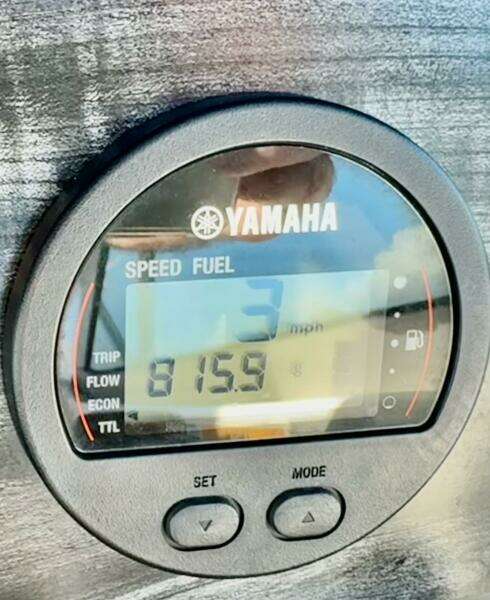 YAMAHA
SPEED FUEL
3 mph
TRIP
FLOW 815.9
ECON
TTL
SET MODE